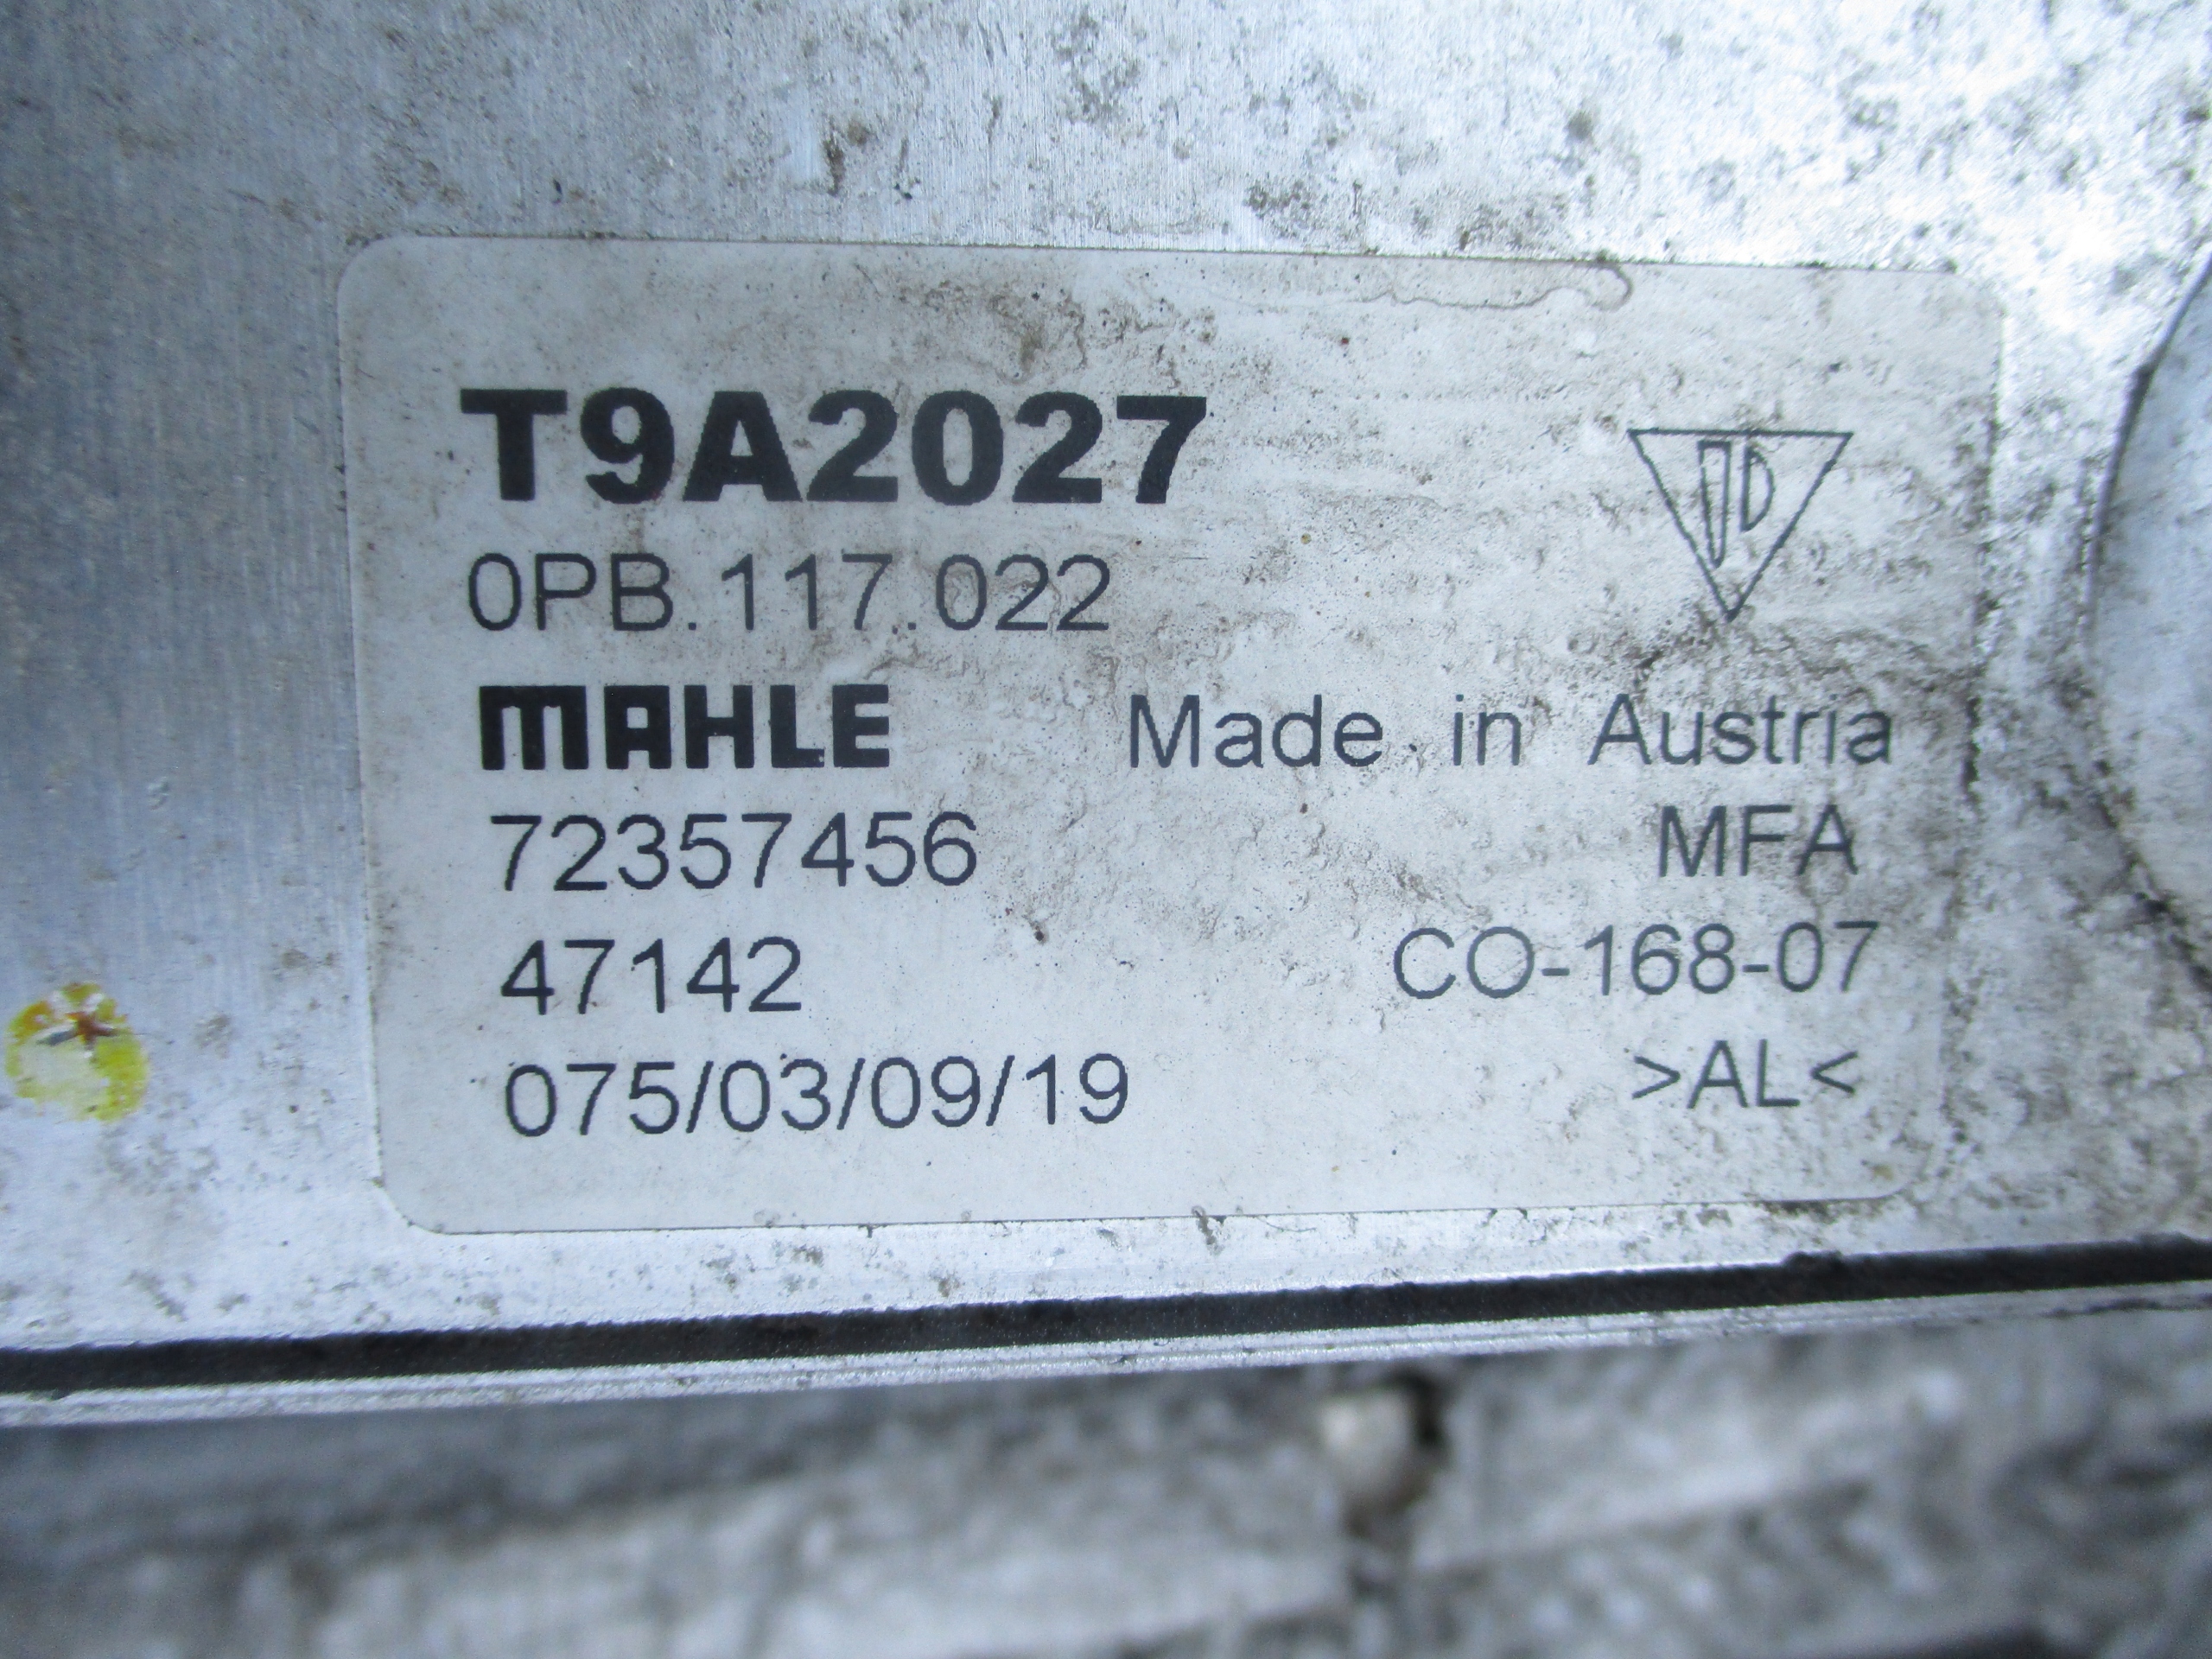 T9A2027
0PB.117.022
MAHLE Made in Austria
72357456 MFA
47142 CO-168-07
075/03/09/19 >AL<